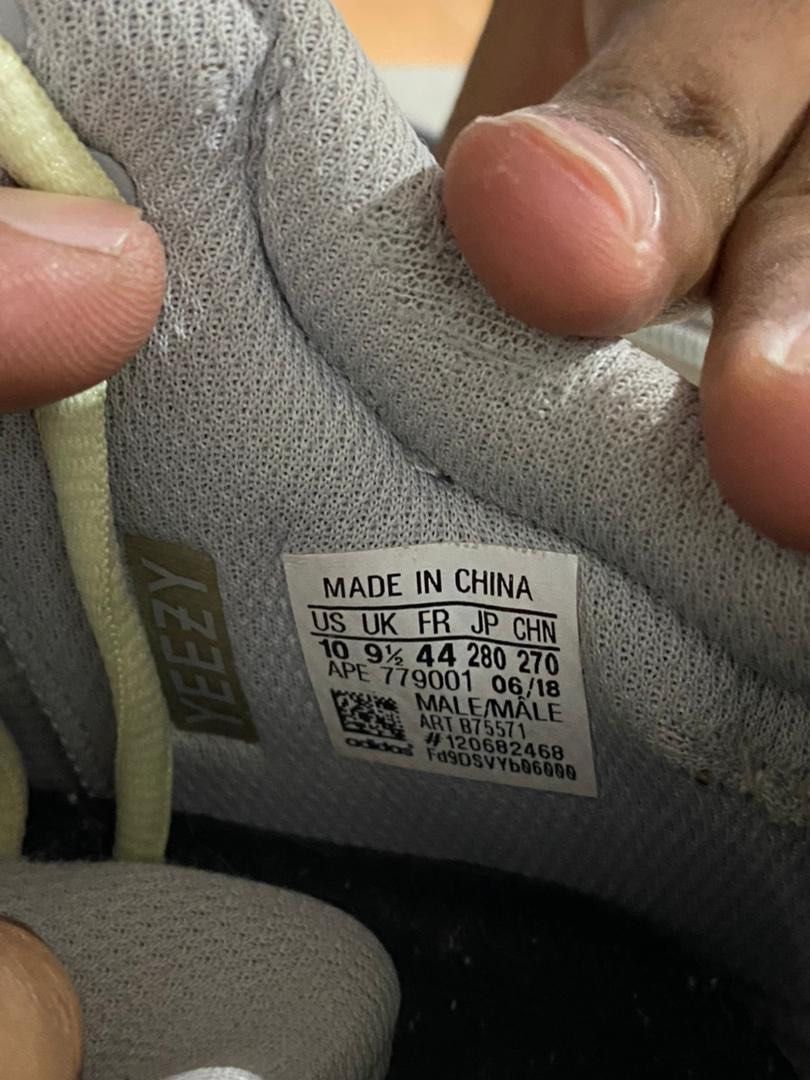 YEEZY
MADE IN CHINA
US UK FR JP CHN
10 9½ 44 280 270
APE 779001 06/18
MALE/MÂLE
ART B75571
#120682468
adidas Fd9DSVYb06000